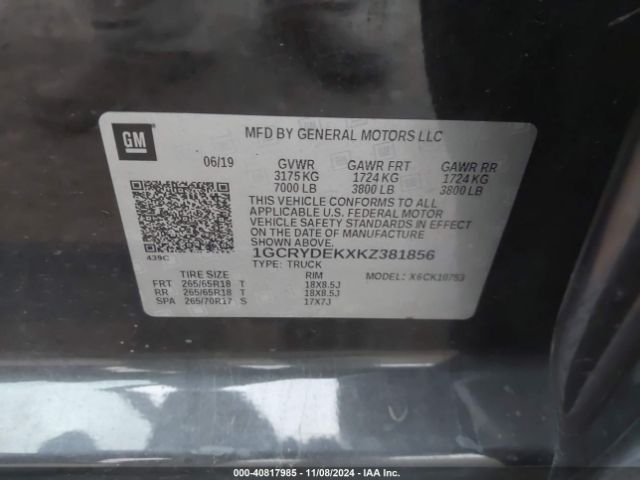 GM
MFD BY GENERAL MOTORS LLC
06/19 GVWR GAWR FRT GAWR RR
3175 KG 1724 KG 1724 KG
7000 LB 3800 LB 3800 LB
THIS VEHICLE CONFORMS TO ALL
APPLICABLE U.S. FEDERAL MOTOR
VEHICLE SAFETY STANDARDS IN EFFECT
ON THE DATE OF MANUFACTURE
SHOWN ABOVE.
439C 1GCRYDEKXKZ381856
TYPE: TRUCK
TIRE SIZE RIM MODEL: X6CK10753
FRT 265/65R18 T 18X8.5J
RR 265/65R18 T 18X8.5J
SPA 265/70R17 S 17X7J
000-40817985 - 11/08/2024 - IAAI.COM